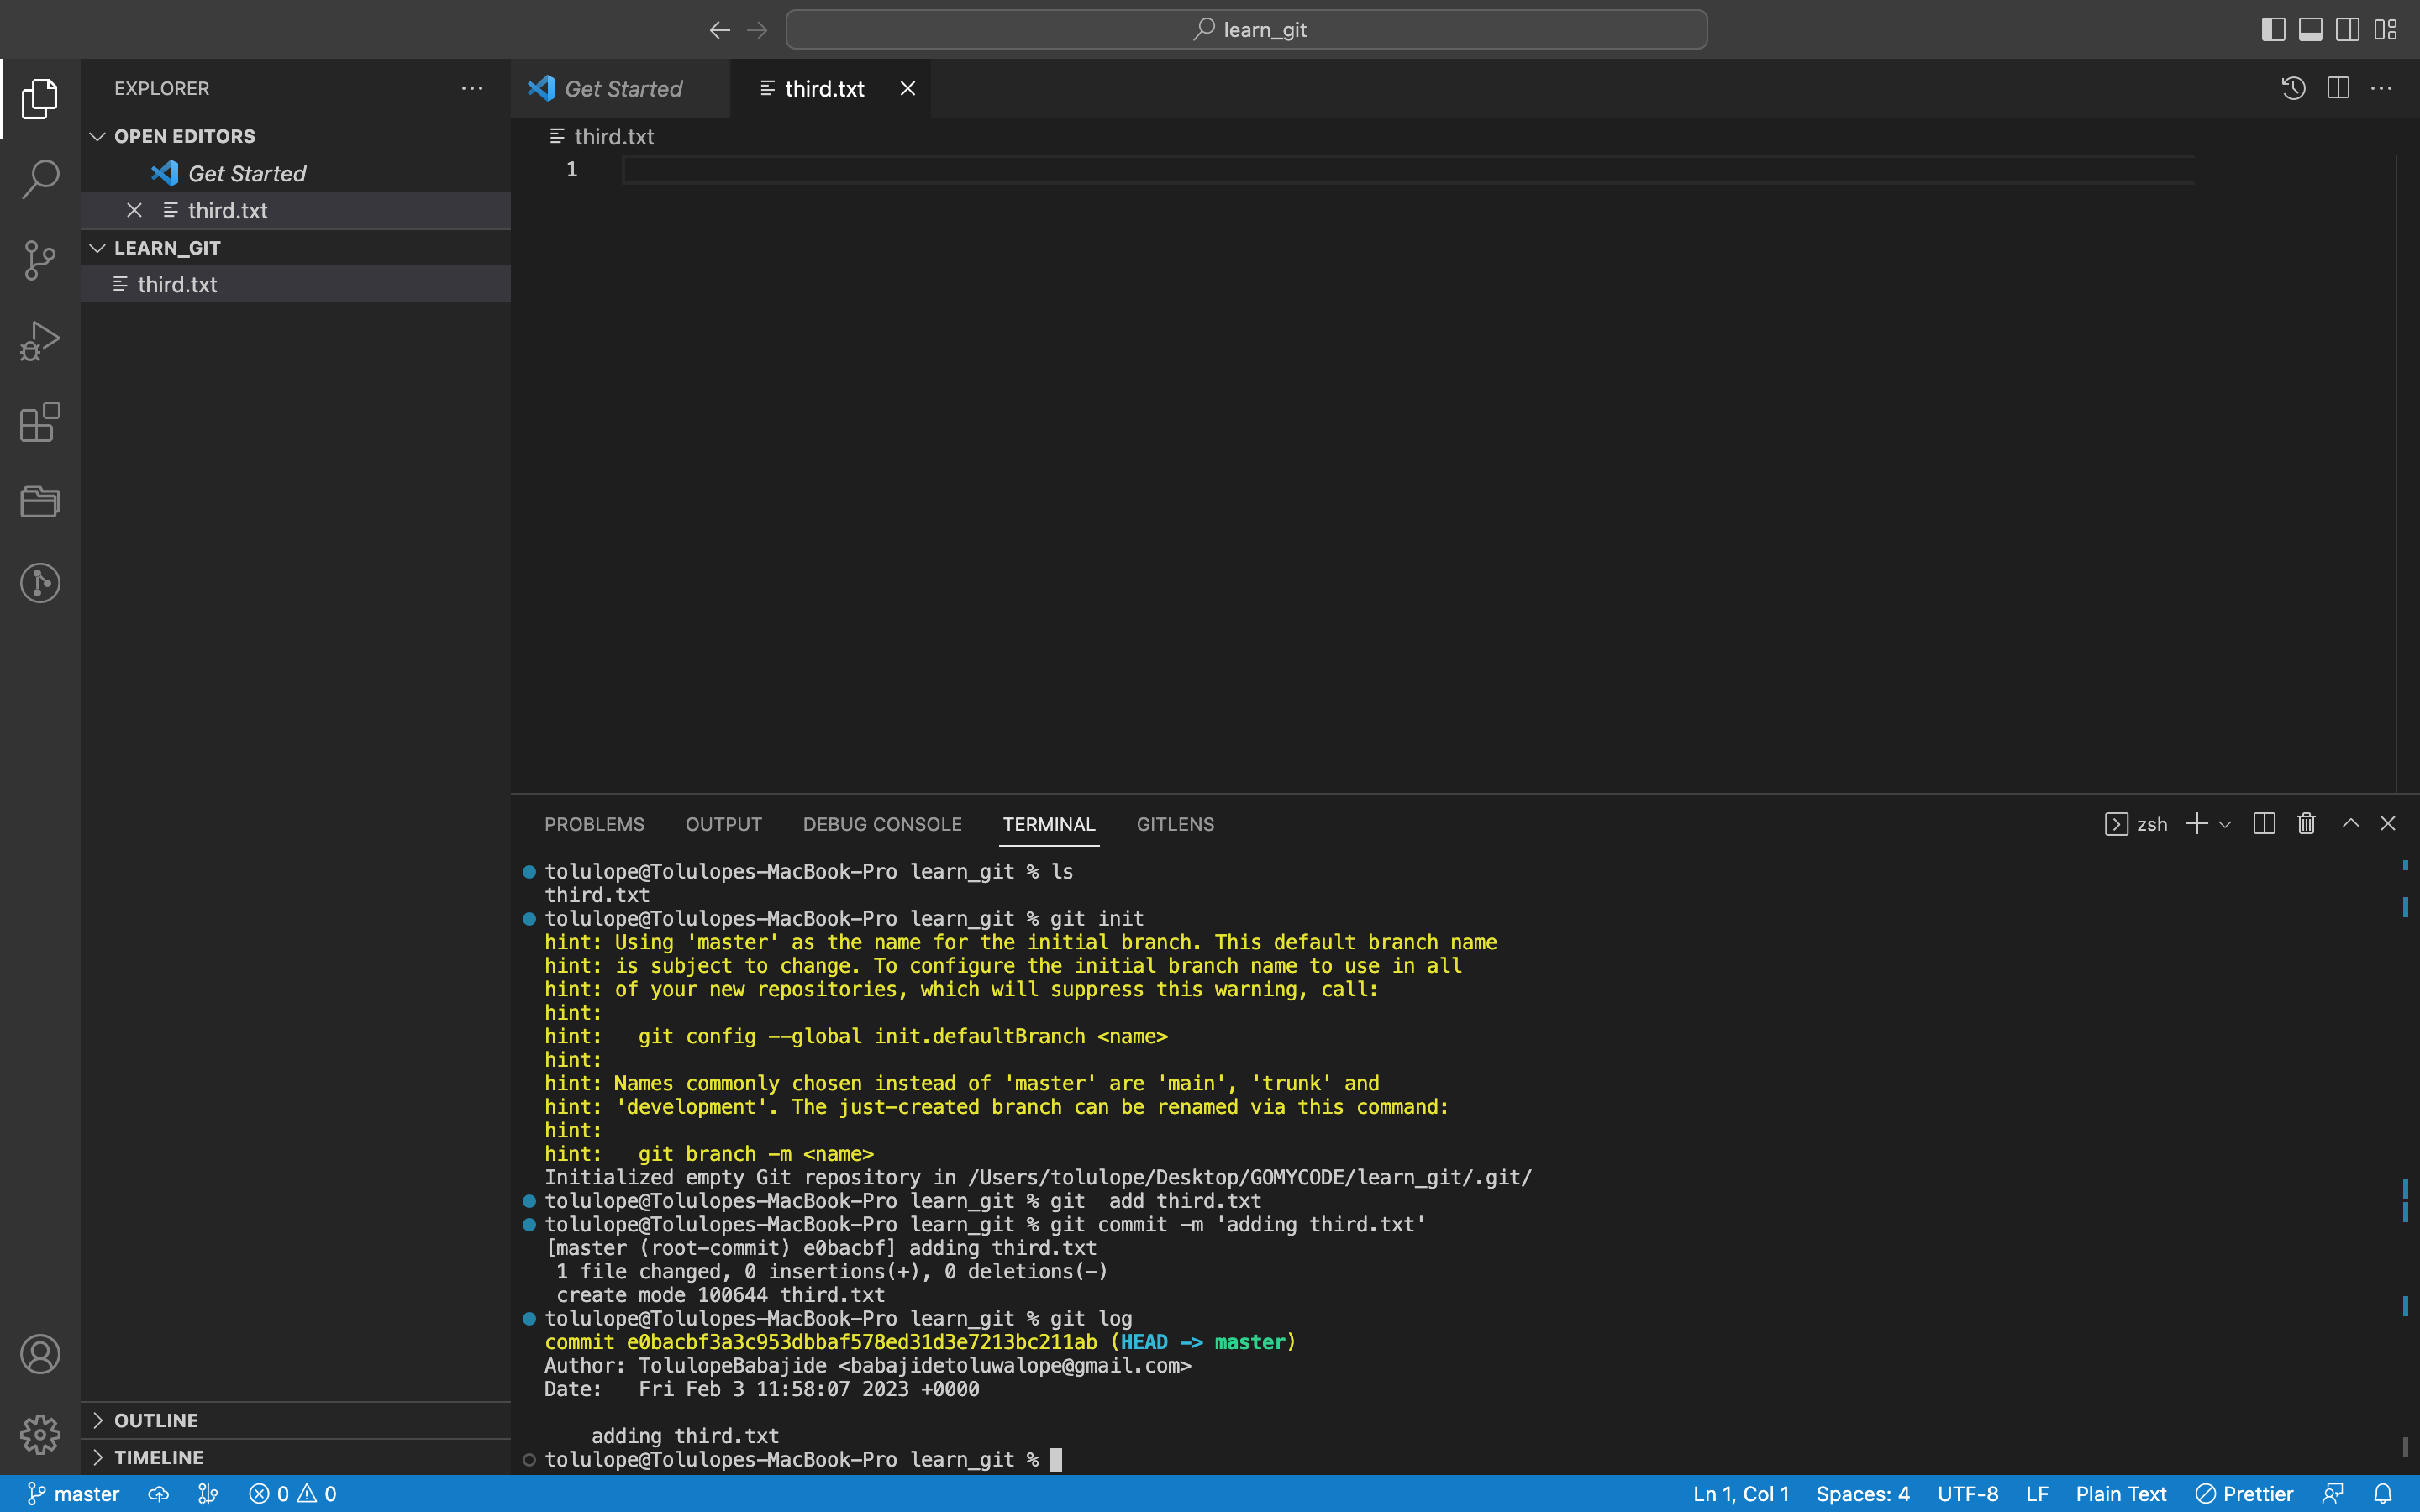 learn_git
EXPLORER
OPEN EDITORS
Get Started
third.txt
LEARN_GIT
third.txt
OUTLINE
TIMELINE
Get Started
third.txt
third.txt
1
PROBLEMS OUTPUT DEBUG CONSOLE TERMINAL GITLENS
zsh
tolulope@Tolulopes-MacBook-Pro learn_git % ls
third.txt
tolulope@Tolulopes-MacBook-Pro learn_git % git init
hint: Using 'master' as the name for the initial branch. This default branch name
hint: is subject to change. To configure the initial branch name to use in all
hint: of your new repositories, which will suppress this warning, call:
hint:
hint:   git config --global init.defaultBranch <name>
hint:
hint: Names commonly chosen instead of 'master' are 'main', 'trunk' and
hint: 'development'. The just-created branch can be renamed via this command:
hint:
hint:   git branch -m <name>
Initialized empty Git repository in /Users/tolulope/Desktop/GOMYCODE/learn_git/.git/
tolulope@Tolulopes-MacBook-Pro learn_git % git  add third.txt
tolulope@Tolulopes-MacBook-Pro learn_git % git commit -m 'adding third.txt'
[master (root-commit) e0bacbf] adding third.txt
 1 file changed, 0 insertions(+), 0 deletions(-)
 create mode 100644 third.txt
tolulope@Tolulopes-MacBook-Pro learn_git % git log
commit e0bacbf3a3c953dbbaf578ed31d3e7213bc211ab (HEAD -> master)
Author: TolulopeBabajide <babajidetoluwalope@gmail.com>
Date:   Fri Feb 3 11:58:07 2023 +0000
    adding third.txt
tolulope@Tolulopes-MacBook-Pro learn_git %
master 0 0 Ln 1, Col 1 Spaces: 4 UTF-8 LF Plain Text Prettier